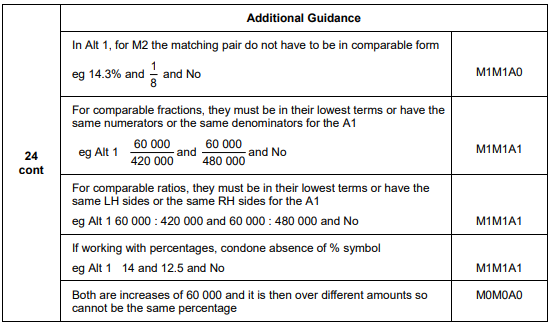 Additional Guidance
In Alt 1, for M2 the matching pair do not have to be in comparable form
eg 14.3% and 1/8 and No
M1M1A0
For comparable fractions, they must be in their lowest terms or have the
same numerators or the same denominators for the A1
eg Alt 1 60 000/420 000 and 60 000/480 000 and No
M1M1A1
24
cont
For comparable ratios, they must be in their lowest terms or have the
same LH sides or the same RH sides for the A1
eg Alt 1 60 000 : 420 000 and 60 000 : 480 000 and No
M1M1A1
If working with percentages, condone absence of % symbol
eg Alt 1 14 and 12.5 and No
M1M1A1
Both are increases of 60 000 and it is then over different amounts so
cannot be the same percentage
M0M0A0